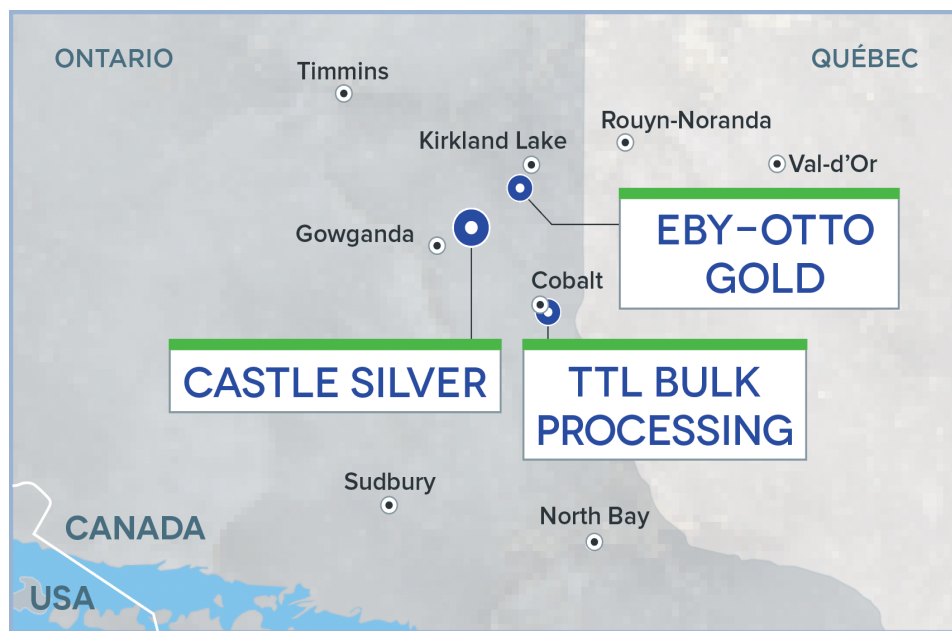 ONTARIO
QUÉBEC
Timmins
Rouyn-Noranda
Kirkland Lake
Val-d’Or
EBY–OTTO
GOLD
Gowganda
Cobalt
CASTLE SILVER
TTL BULK
PROCESSING
Sudbury
North Bay
CANADA
USA